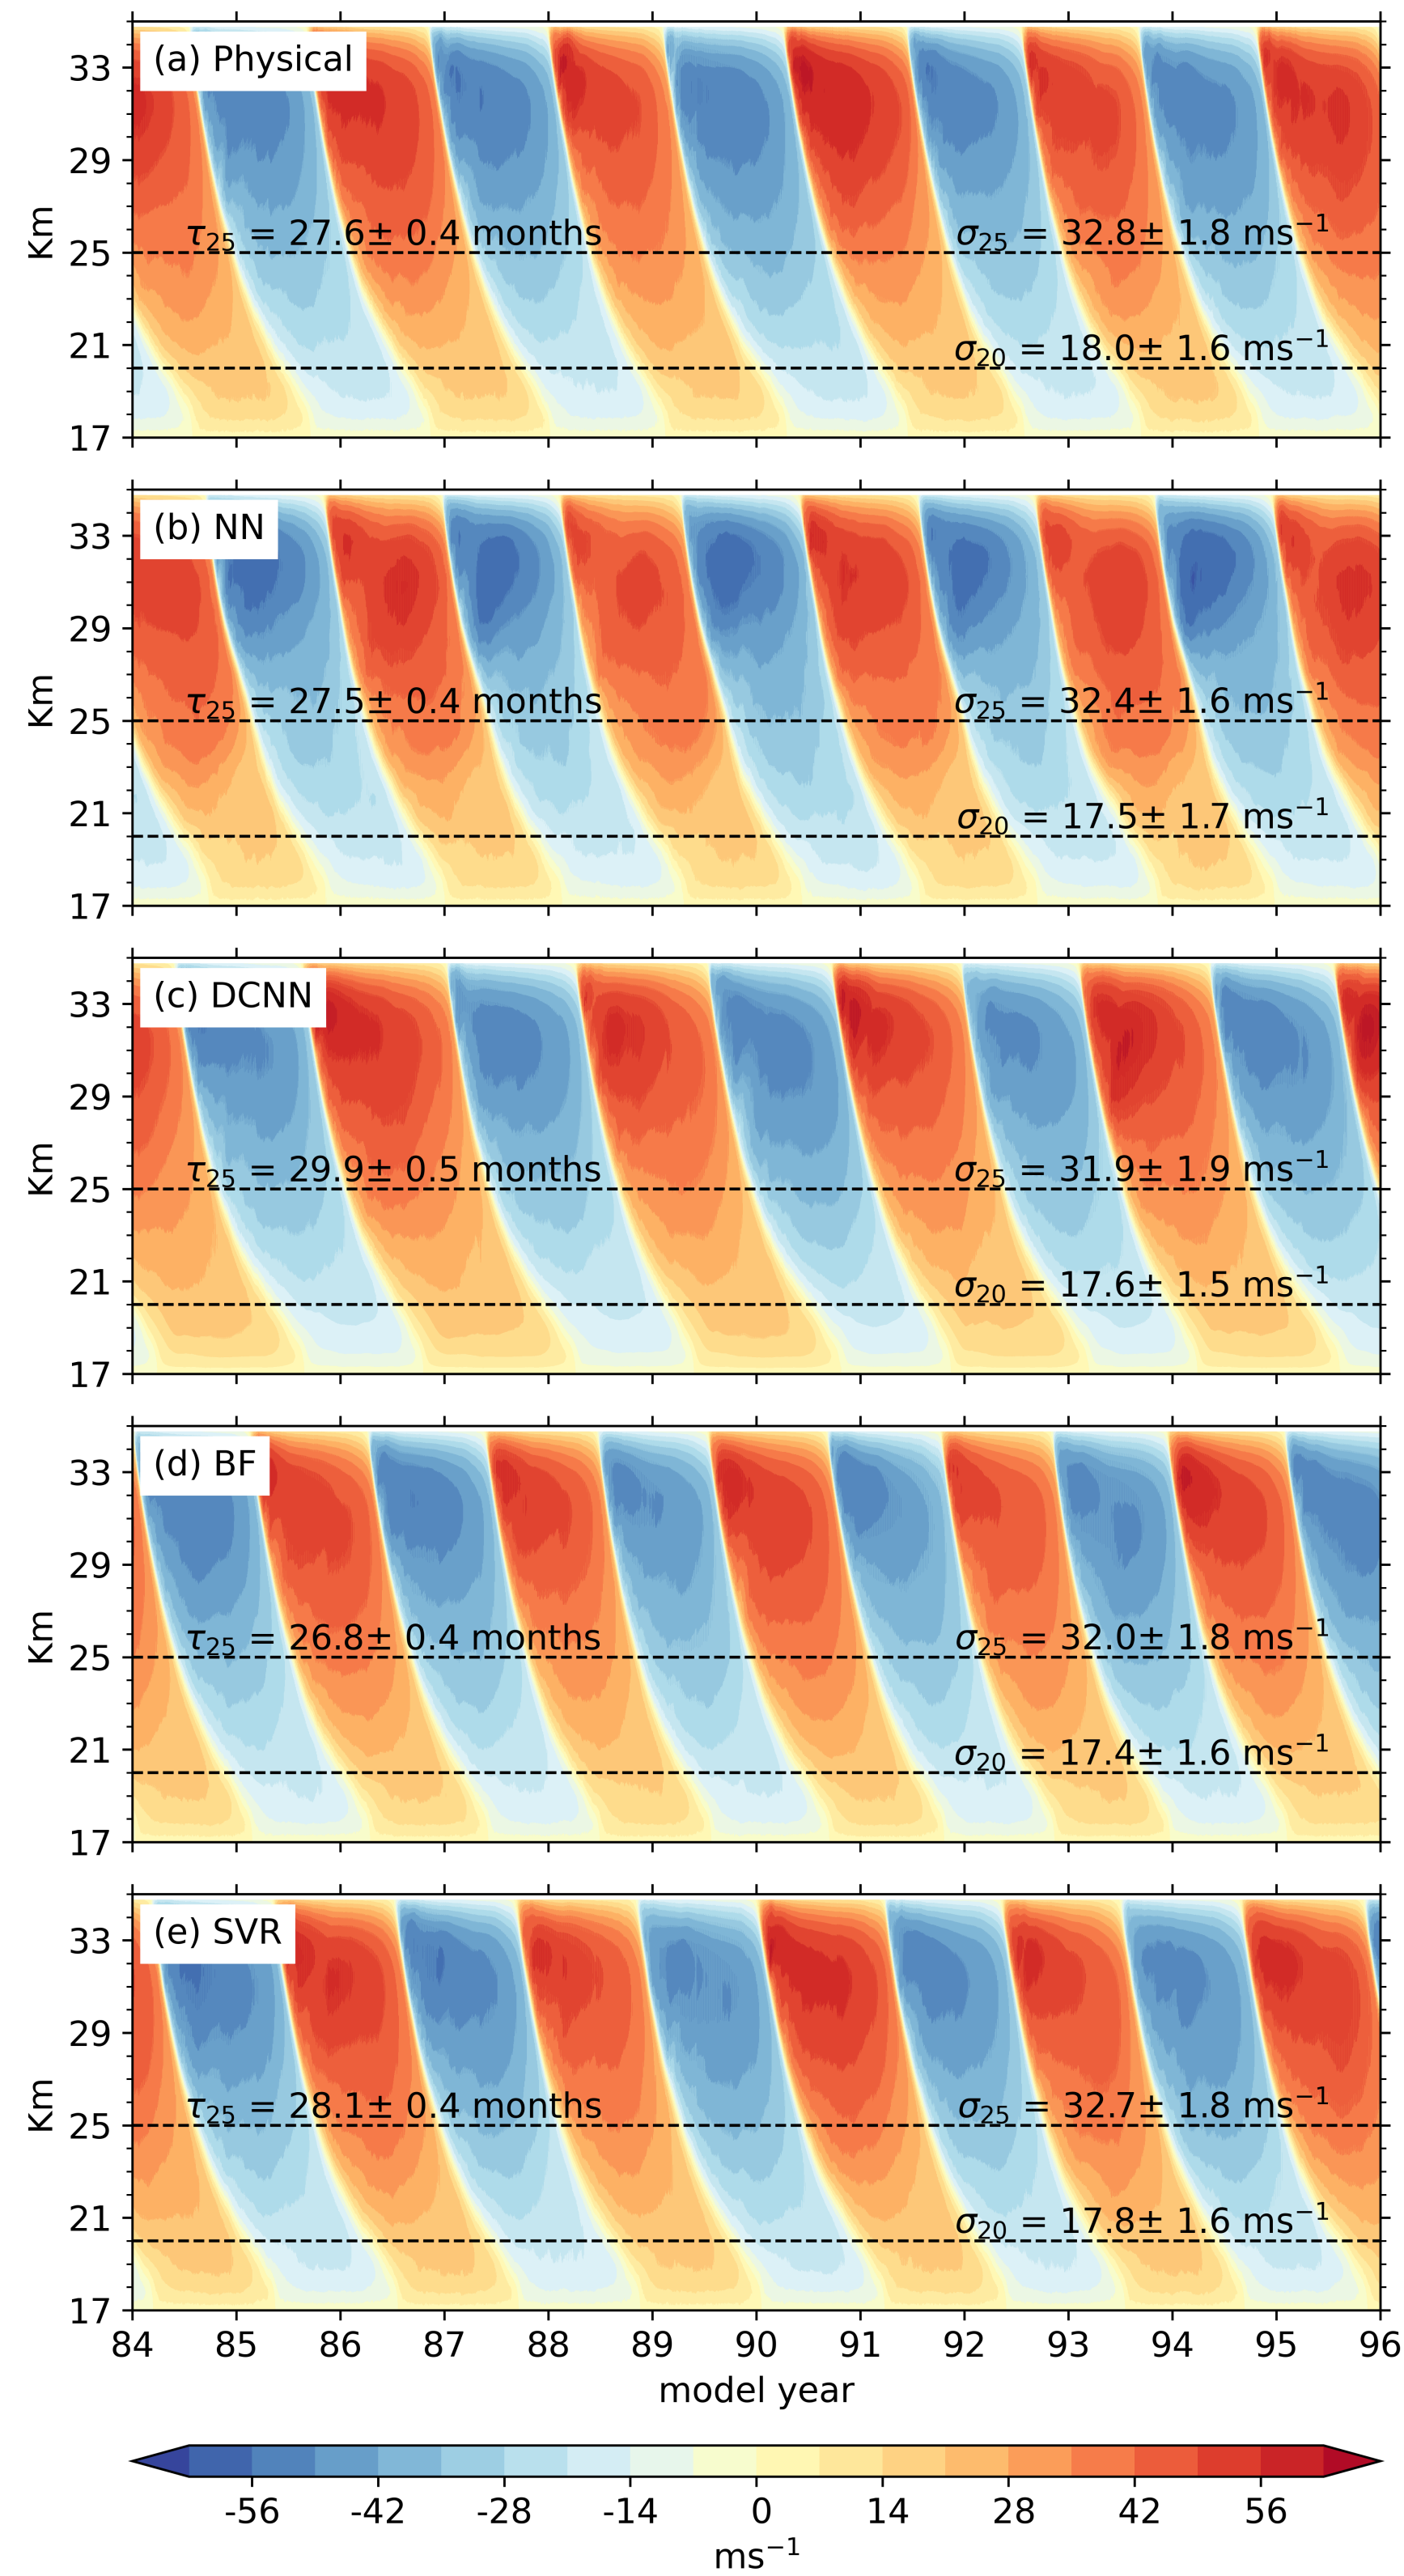 (a) Physical
33
29
Km
τ25 = 27.6± 0.4 months
σ25 = 32.8± 1.8 ms−1
25
21
σ20 = 18.0± 1.6 ms−1
17
(b) NN
33
29
Km
τ25 = 27.5± 0.4 months
σ25 = 32.4± 1.6 ms−1
25
21
σ20 = 17.5± 1.7 ms−1
17
(c) DCNN
33
29
Km
τ25 = 29.9± 0.5 months
σ25 = 31.9± 1.9 ms−1
25
21
σ20 = 17.6± 1.5 ms−1
17
(d) BF
33
29
Km
τ25 = 26.8± 0.4 months
σ25 = 32.0± 1.8 ms−1
25
21
σ20 = 17.4± 1.6 ms−1
17
(e) SVR
33
29
Km
τ25 = 28.1± 0.4 months
σ25 = 32.7± 1.8 ms−1
25
21
σ20 = 17.8± 1.6 ms−1
17
84 85 86 87 88 89 90 91 92 93 94 95 96
model year
-56 -42 -28 -14 0 14 28 42 56
ms−1